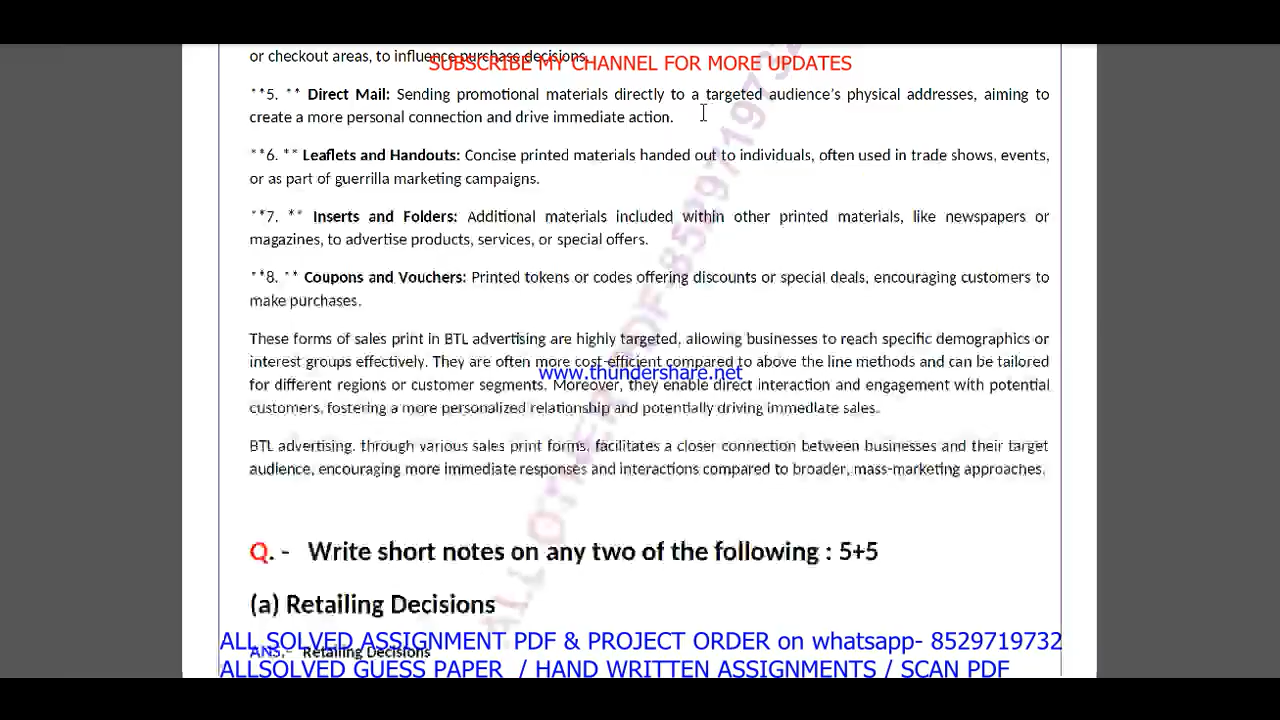 or checkout areas, to influence purchase decisions.
SUBSCRIBE MY CHANNEL FOR MORE UPDATES
**5. ** Direct Mail: Sending promotional materials directly to a targeted audience's physical addresses, aiming to
create a more personal connection and drive immediate action.
**6. ** Leaflets and Handouts: Concise printed materials handed out to individuals, often used in trade shows, events,
or as part of guerrilla marketing campaigns.
**7. ** Inserts and Folders: Additional materials included within other printed materials, like newspapers or
magazines, to advertise products, services, or special offers.
**8. ** Coupons and Vouchers: Printed tokens or codes offering discounts or special deals, encouraging customers to
make purchases.
These forms of sales print in BTL advertising are highly targeted, allowing businesses to reach specific demographics or
interest groups effectively. They are often more cost-efficient compared to above the line methods and can be tailored
www.thundershare.net
for different regions or customer segments. Moreover, they enable direct interaction and engagement with potential
customers, fostering a more personalized relationship and potentially driving immediate sales.
BTL advertising, through various sales print forms, facilitates a closer connection between businesses and their target
audience, encouraging more immediate responses and interactions compared to broader, mass-marketing approaches.
Q. - Write short notes on any two of the following : 5+5
(a) Retailing Decisions
ALL SOLVED ASSIGNMENT PDF & PROJECT ORDER on whatsapp- 8529719732
ANS.- Retailing Decisions
ALLSOLVED GUESS PAPER / HAND WRITTEN ASSIGNMENTS / SCAN PDF